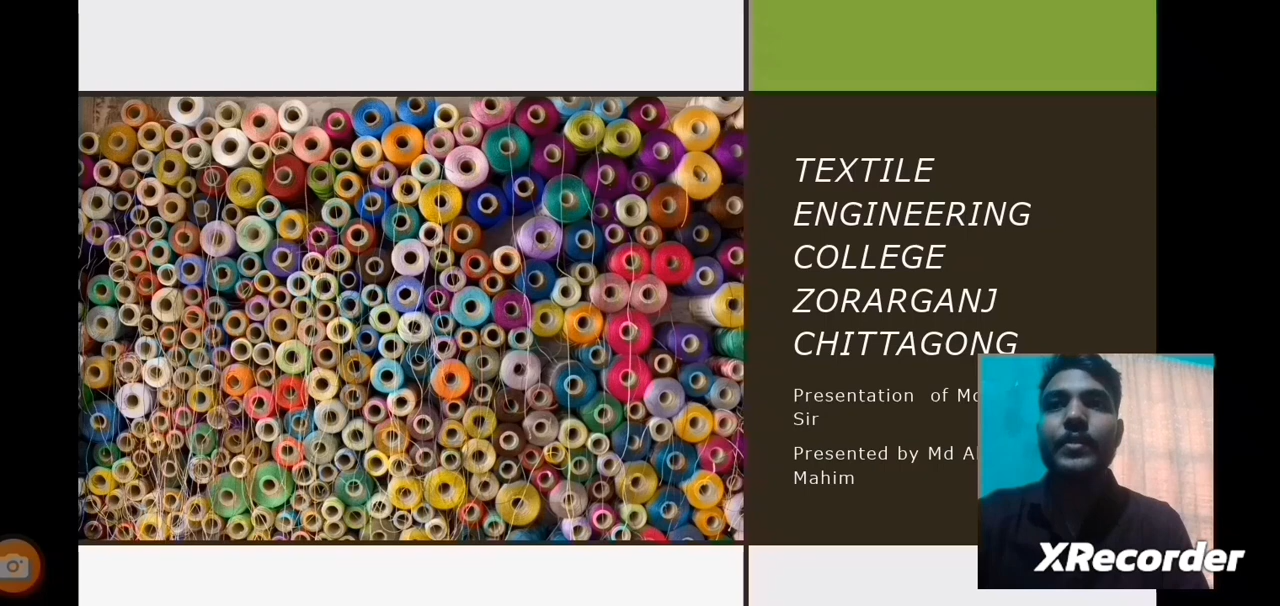 TEXTILE
ENGINEERING
COLLEGE
ZORARGANJ
CHITTAGONG
Presentation of
Sir
Presented by Md
Mahim
XRecorder